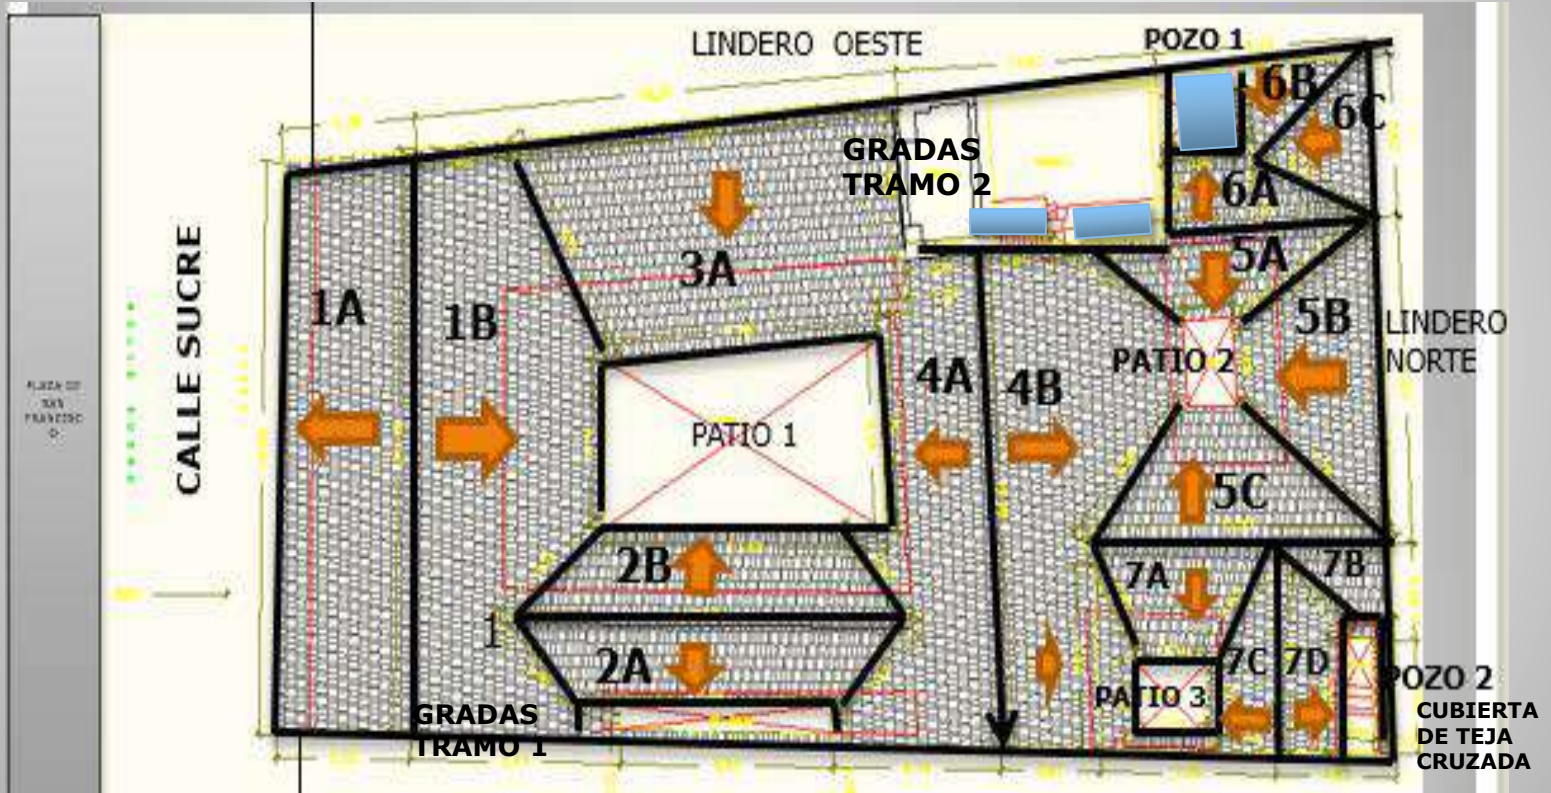 LINDERO OESTE
POZO 1
6B
6C
GRADAS
TRAMO 2
6A
5A
3A
1A
1B
5B
LINDERO
NORTE
CALLE SUCRE
PATIO 2
4A
4B
PATIO 1
5C
2B
7A
7B
1
2A
7C
7D
POZO 2
PATIO 3
GRADAS
TRAMO 1
CUBIERTA
DE TEJA
CRUZADA